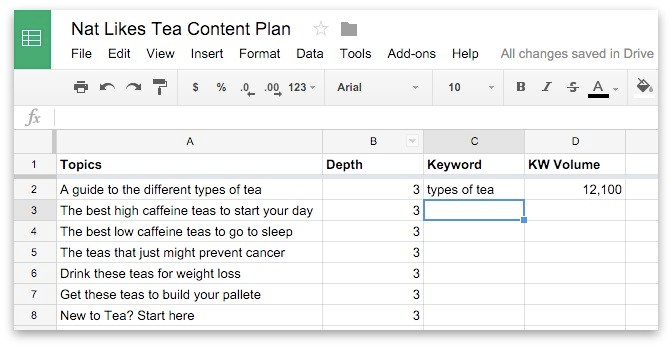 Nat Likes Tea Content Plan
File Edit View Insert Format Data Tools Add-ons Help All changes saved in Drive
$ % .0 .00 123 Arial 10 B I S A
fx
A B C D
1 Topics Depth Keyword KW Volume
2 A guide to the different types of tea 3 types of tea 12,100
3 The best high caffeine teas to start your day 3
4 The best low caffeine teas to go to sleep 3
5 The teas that just might prevent cancer 3
6 Drink these teas for weight loss 3
7 Get these teas to build your pallete 3
8 New to Tea? Start here 3